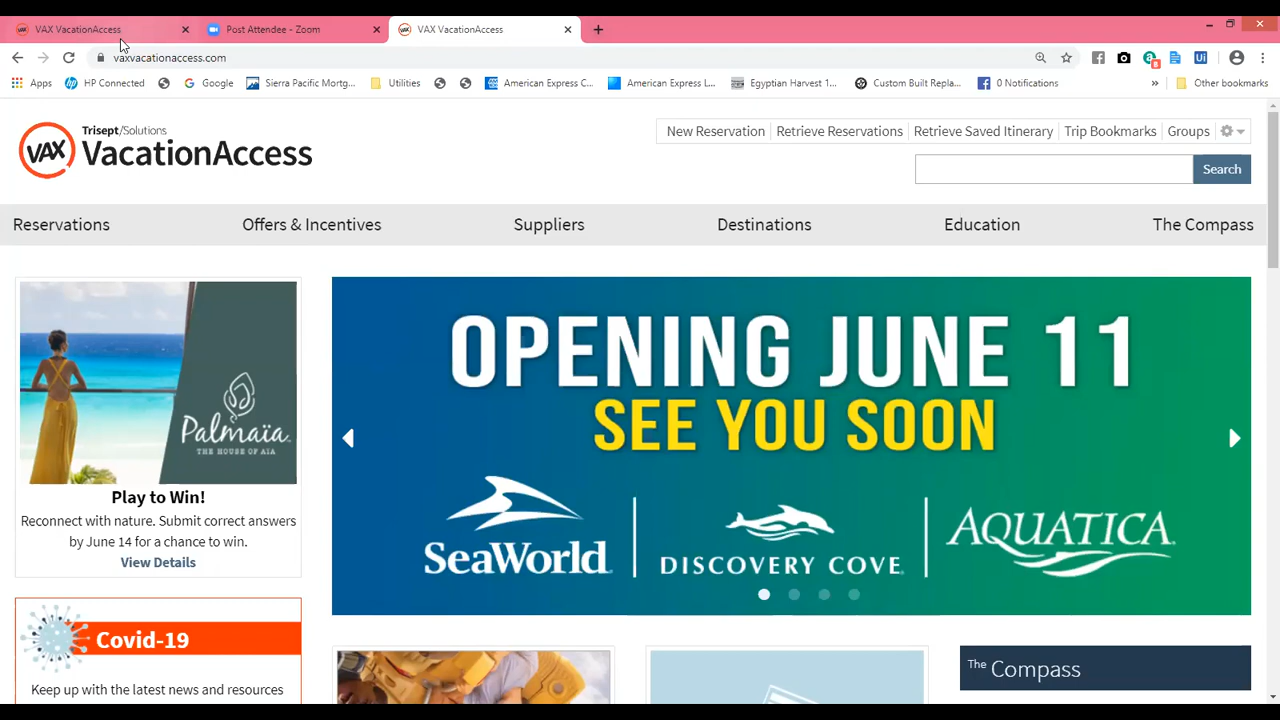 VAX VacationAccess
Post Attendee - Zoom
VAX VacationAccess
vaxvacationaccess.com
Apps
HP Connected
Google
Sierra Pacific Mortg...
Utilities
American Express C...
American Express L...
Egyptian Harvest 1...
Custom Built Repla...
0 Notifications
»
Other bookmarks
VAX
Trisept/Solutions
VacationAccess
New Reservation
Retrieve Reservations
Retrieve Saved Itinerary
Trip Bookmarks
Groups
Search
Reservations
Offers & Incentives
Suppliers
Destinations
Education
The Compass
Palmaïa
THE HOUSE OF AïA
Play to Win!
Reconnect with nature. Submit correct answers
by June 14 for a chance to win.
View Details
OPENING JUNE 11
SEE YOU SOON
SeaWorld
DISCOVERY COVE
AQUATICA
Covid-19
Keep up with the latest news and resources
The Compass